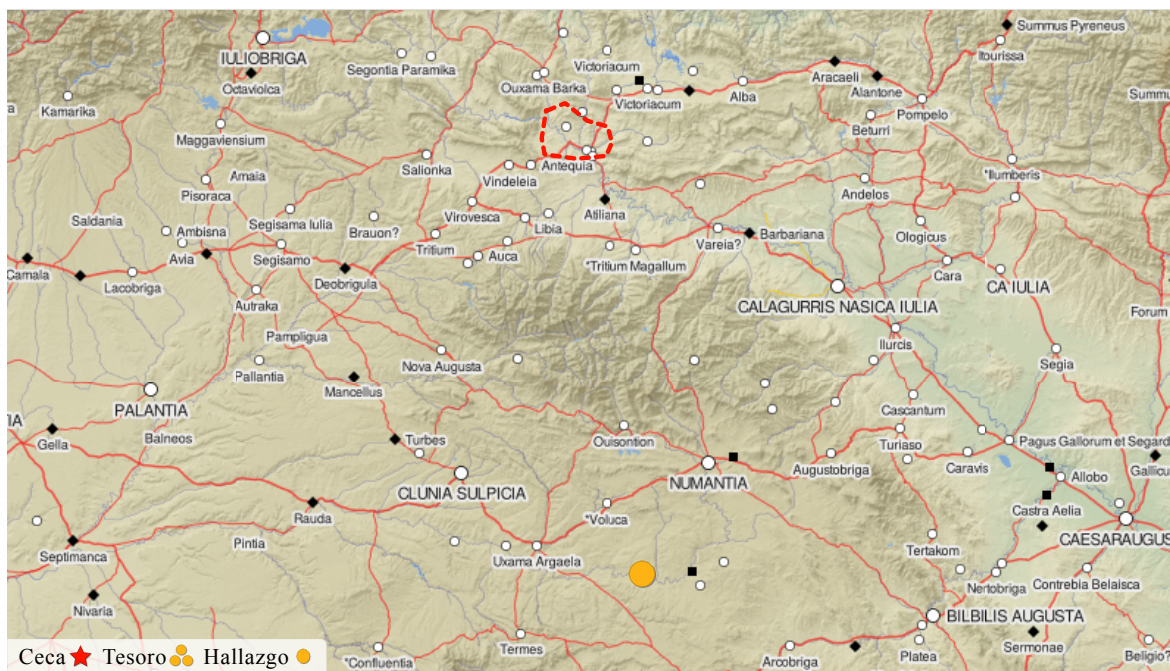 Summus Pyreneus
IULIOBRIGA
Iturissa
Segontia Paramika
Victoriacum
Octaviolca
Ouxama Barka
Aracaeli
Alantone
Summu
Kamarika
Victoriacum
Alba
Pompelo
Beturri
Maggaviensium
Salionka
Antequia
*Ilumberis
Amaia
Vindeleia
Andelos
Pisoraca
Virovesca
Atiliana
Saldania
Segisama Iulia
Ambisna
Brauon?
Libia
Vareia?
Barbariana
Ologicus
Tritium
Auca
*Tritium Magallum
Cara
Avia
Segisamo
Camala
Lacobriga
Deobrigula
CA IULIA
Autraka
CALAGURRIS NASICA IULIA
Forum
Pampligua
Ilurcis
Pallantia
Nova Augusta
Segia
Mancellus
PALANTIA
Cascantum
TIA
Balneos
Gella
Turbes
Ouisontion
Turiaso
Pagus Gallorum et Segard
Augustobriga
Caravis
Gallicu
CLUNIA SULPICIA
NUMANTIA
Allobo
Castra Aelia
Rauda
*Voluca
Pintia
CAESARAUGUS
Septimanca
Uxama Argaela
Tertakom
Nertobriga
Contrebia Belaisca
Nivaria
BILBILIS AUGUSTA
Termes
Sermonae
Platea
Ceca Tesoro Hallazgo
*Confluentia
Arcobriga
Beligio?